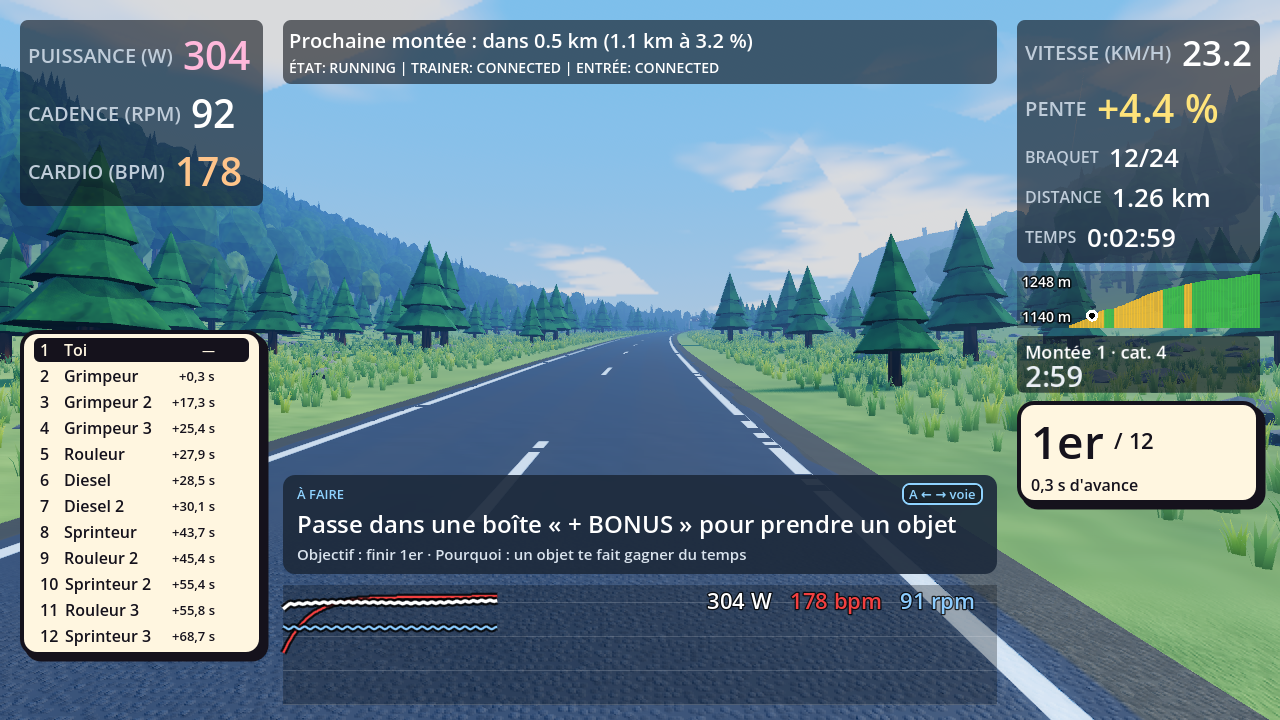 PUISSANCE (W) 304
CADENCE (RPM) 92
CARDIO (BPM) 178
Prochaine montée : dans 0.5 km (1.1 km à 3.2 %)
ÉTAT: RUNNING | TRAINER: CONNECTED | ENTRÉE: CONNECTED
VITESSE (KM/H) 23.2
PENTE +4.4 %
BRAQUET 12/24
DISTANCE 1.26 km
TEMPS 0:02:59
1248 m
1140 m
Montée 1 · cat. 4
2:59
1er / 12
0,3 s d'avance
1 Toi —
2 Grimpeur +0,3 s
3 Grimpeur 2 +17,3 s
4 Grimpeur 3 +25,4 s
5 Rouleur +27,9 s
6 Diesel +28,5 s
7 Diesel 2 +30,1 s
8 Sprinteur +43,7 s
9 Rouleur 2 +45,4 s
10 Sprinteur 2 +55,4 s
11 Rouleur 3 +55,8 s
12 Sprinteur 3 +68,7 s
À FAIRE
A ← → voie
Passe dans une boîte « + BONUS » pour prendre un objet
Objectif : finir 1er · Pourquoi : un objet te fait gagner du temps
304 W 178 bpm 91 rpm